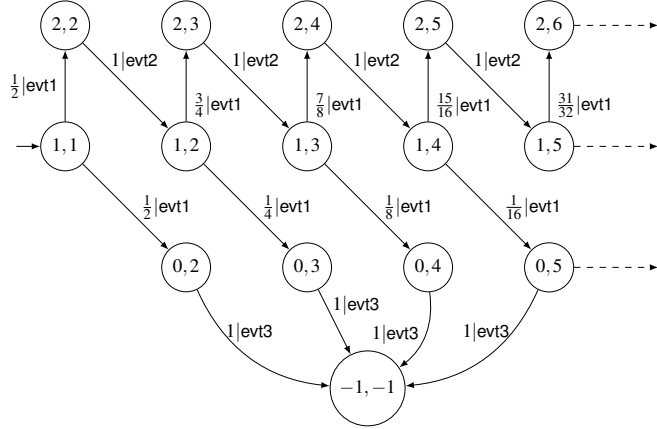 2,2 2,3 2,4 2,5 2,6
1|evt2 1|evt2 1|evt2 1|evt2
1/2|evt1 3/4|evt1 7/8|evt1 15/16|evt1 31/32|evt1
1,1 1,2 1,3 1,4 1,5
1/2|evt1 1/4|evt1 1/8|evt1 1/16|evt1
0,2 0,3 0,4 0,5
1|evt3 1|evt3 1|evt3 1|evt3
−1,−1